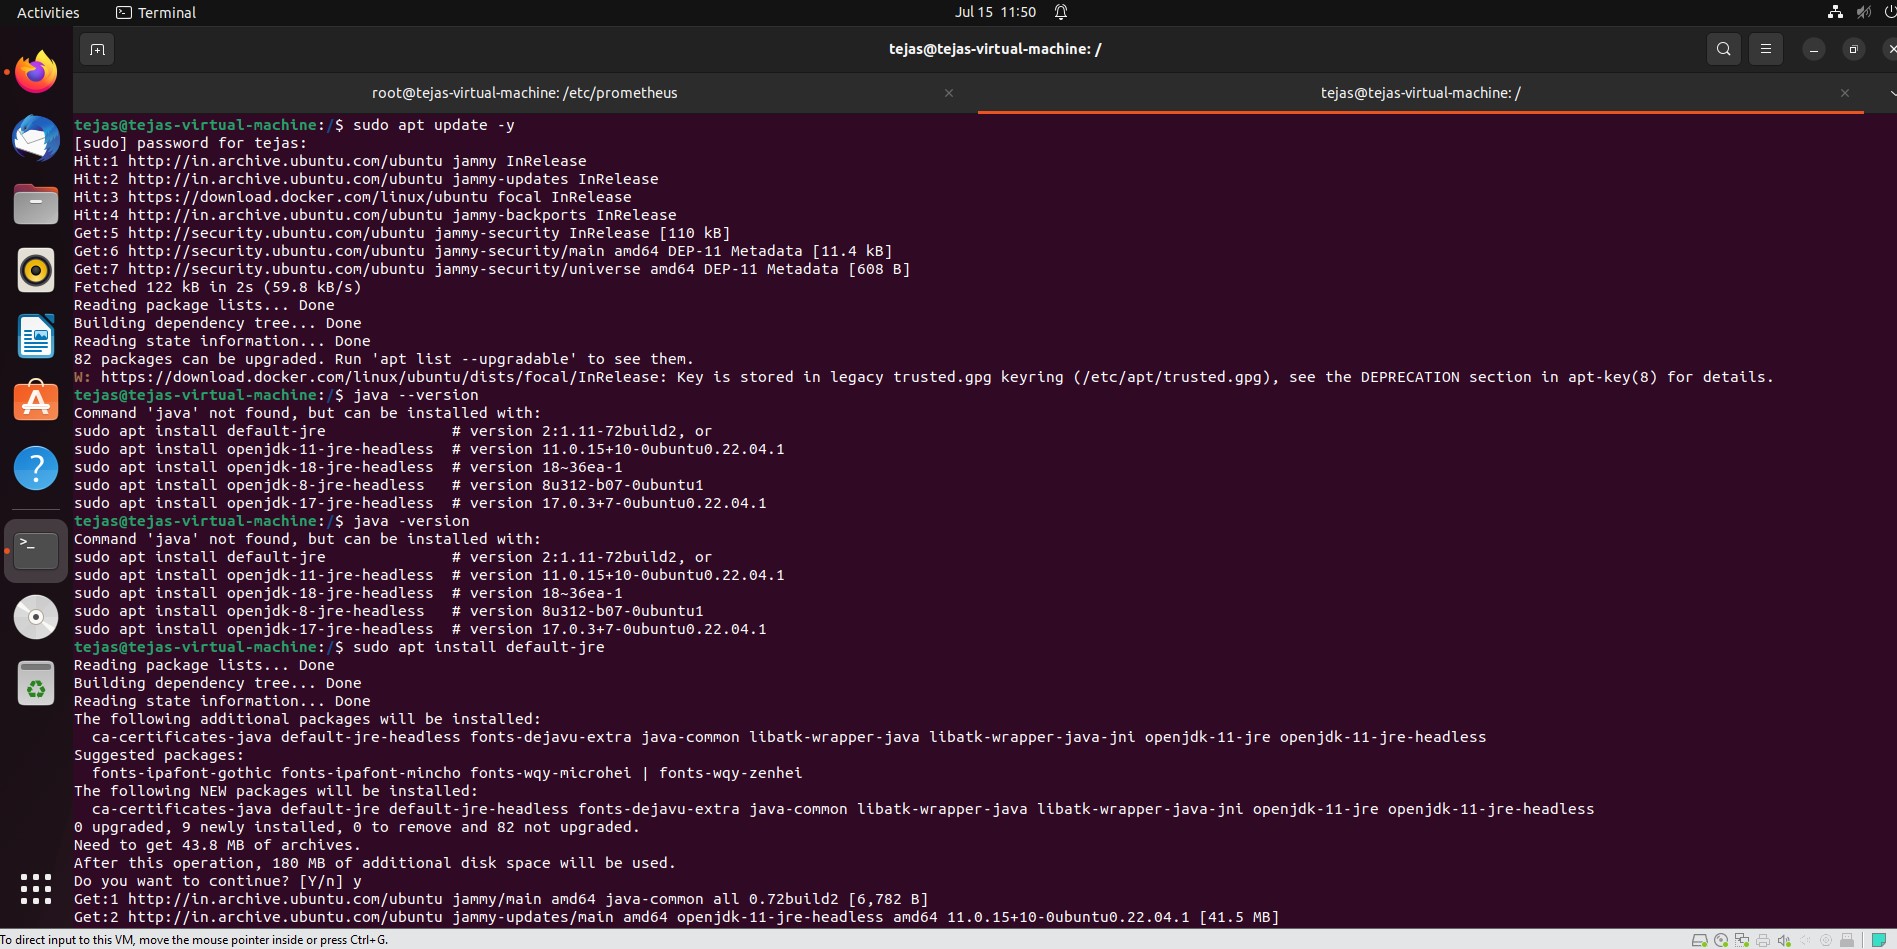 Activities
Terminal
Jul 15 11:50
tejas@tejas-virtual-machine: /
root@tejas-virtual-machine: /etc/prometheus
tejas@tejas-virtual-machine: /
tejas@tejas-virtual-machine:/$ sudo apt update -y
[sudo] password for tejas:
Hit:1 http://in.archive.ubuntu.com/ubuntu jammy InRelease
Hit:2 http://in.archive.ubuntu.com/ubuntu jammy-updates InRelease
Hit:3 https://download.docker.com/linux/ubuntu focal InRelease
Hit:4 http://in.archive.ubuntu.com/ubuntu jammy-backports InRelease
Get:5 http://security.ubuntu.com/ubuntu jammy-security InRelease [110 kB]
Get:6 http://security.ubuntu.com/ubuntu jammy-security/main amd64 DEP-11 Metadata [11.4 kB]
Get:7 http://security.ubuntu.com/ubuntu jammy-security/universe amd64 DEP-11 Metadata [608 B]
Fetched 122 kB in 2s (59.8 kB/s)
Reading package lists... Done
Building dependency tree... Done
Reading state information... Done
82 packages can be upgraded. Run 'apt list --upgradable' to see them.
W: https://download.docker.com/linux/ubuntu/dists/focal/InRelease: Key is stored in legacy trusted.gpg keyring (/etc/apt/trusted.gpg), see the DEPRECATION section in apt-key(8) for details.
tejas@tejas-virtual-machine:/$ java --version
Command 'java' not found, but can be installed with:
sudo apt install default-jre              # version 2:1.11-72build2, or
sudo apt install openjdk-11-jre-headless  # version 11.0.15+10-0ubuntu0.22.04.1
sudo apt install openjdk-18-jre-headless  # version 18~36ea-1
sudo apt install openjdk-8-jre-headless   # version 8u312-b07-0ubuntu1
sudo apt install openjdk-17-jre-headless  # version 17.0.3+7-0ubuntu0.22.04.1
tejas@tejas-virtual-machine:/$ java -version
Command 'java' not found, but can be installed with:
sudo apt install default-jre              # version 2:1.11-72build2, or
sudo apt install openjdk-11-jre-headless  # version 11.0.15+10-0ubuntu0.22.04.1
sudo apt install openjdk-18-jre-headless  # version 18~36ea-1
sudo apt install openjdk-8-jre-headless   # version 8u312-b07-0ubuntu1
sudo apt install openjdk-17-jre-headless  # version 17.0.3+7-0ubuntu0.22.04.1
tejas@tejas-virtual-machine:/$ sudo apt install default-jre
Reading package lists... Done
Building dependency tree... Done
Reading state information... Done
The following additional packages will be installed:
  ca-certificates-java default-jre-headless fonts-dejavu-extra java-common libatk-wrapper-java libatk-wrapper-java-jni openjdk-11-jre openjdk-11-jre-headless
Suggested packages:
  fonts-ipafont-gothic fonts-ipafont-mincho fonts-wqy-microhei | fonts-wqy-zenhei
The following NEW packages will be installed:
  ca-certificates-java default-jre default-jre-headless fonts-dejavu-extra java-common libatk-wrapper-java libatk-wrapper-java-jni openjdk-11-jre openjdk-11-jre-headless
0 upgraded, 9 newly installed, 0 to remove and 82 not upgraded.
Need to get 43.8 MB of archives.
After this operation, 180 MB of additional disk space will be used.
Do you want to continue? [Y/n] y
Get:1 http://in.archive.ubuntu.com/ubuntu jammy/main amd64 java-common all 0.72build2 [6,782 B]
Get:2 http://in.archive.ubuntu.com/ubuntu jammy-updates/main amd64 openjdk-11-jre-headless amd64 11.0.15+10-0ubuntu0.22.04.1 [41.5 MB]
To direct input to this VM, move the mouse pointer inside or press Ctrl+G.